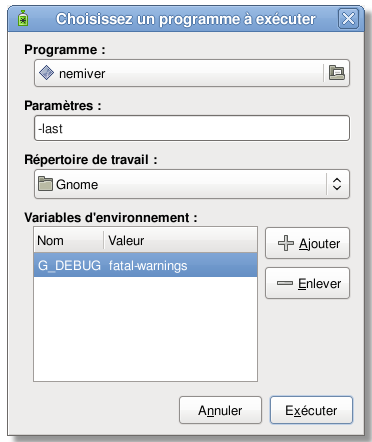 Choisissez un programme à exécuter
Programme :
nemiver
Paramètres :
-last
Répertoire de travail :
Gnome
Variables d'environnement :
Nom Valeur
G_DEBUG fatal-warnings
Ajouter
Enlever
Annuler Exécuter